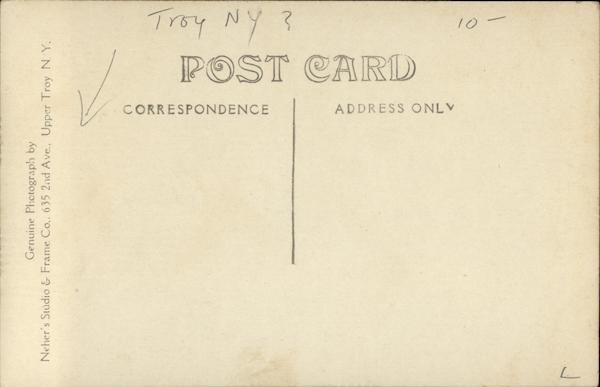 Troy NY ?
10-
POST CARD
CORRESPONDENCE
ADDRESS ONLY
Genuine Photograph by
Neher's Studio & Frame Co., 635 2nd Ave., Upper Troy N. Y.
L